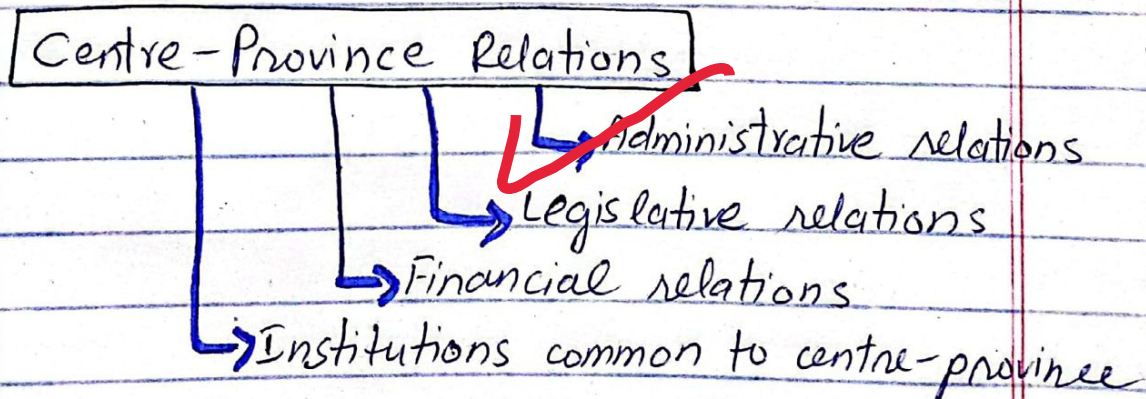 Centre-Province Relations
Administrative relations
Legislative relations
Financial relations
Institutions common to centre-province